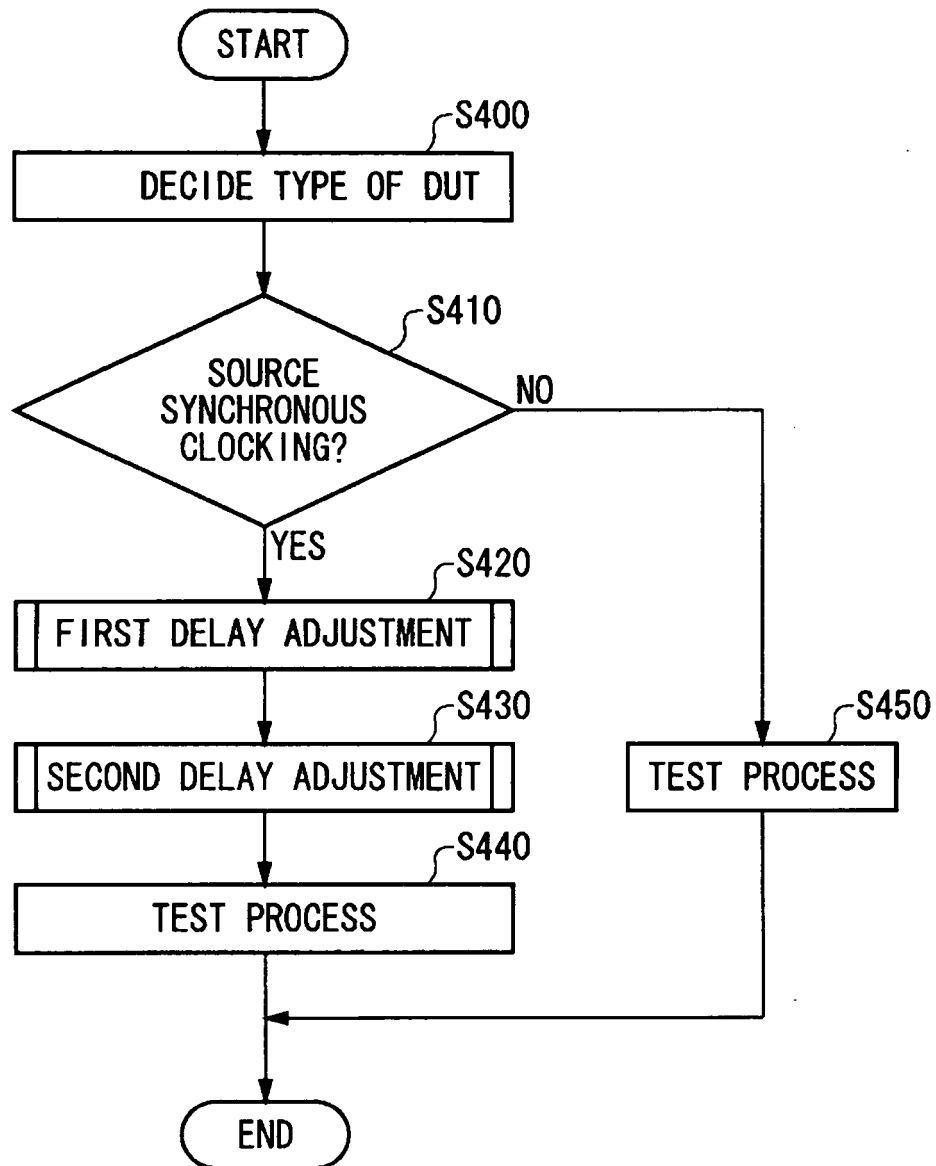 START
S400
DECIDE TYPE OF DUT
S410
SOURCE
SYNCHRONOUS
CLOCKING?
NO
YES
S420
FIRST DELAY ADJUSTMENT
S430
SECOND DELAY ADJUSTMENT
S450
TEST PROCESS
S440
TEST PROCESS
END